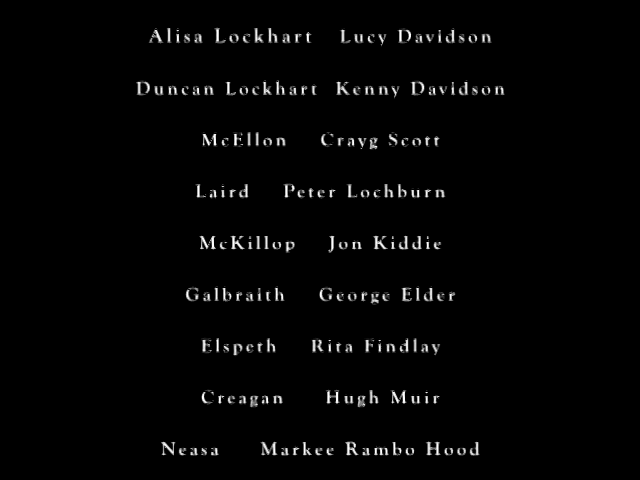 Alisa Lockhart Lucy Davidson
Duncan Lockhart Kenny Davidson
McEllon Crayg Scott
Laird Peter Lochburn
McKillop Jon Kiddie
Galbraith George Elder
Elspeth Rita Findlay
Creagan Hugh Muir
Neasa Markee Rambo Hood